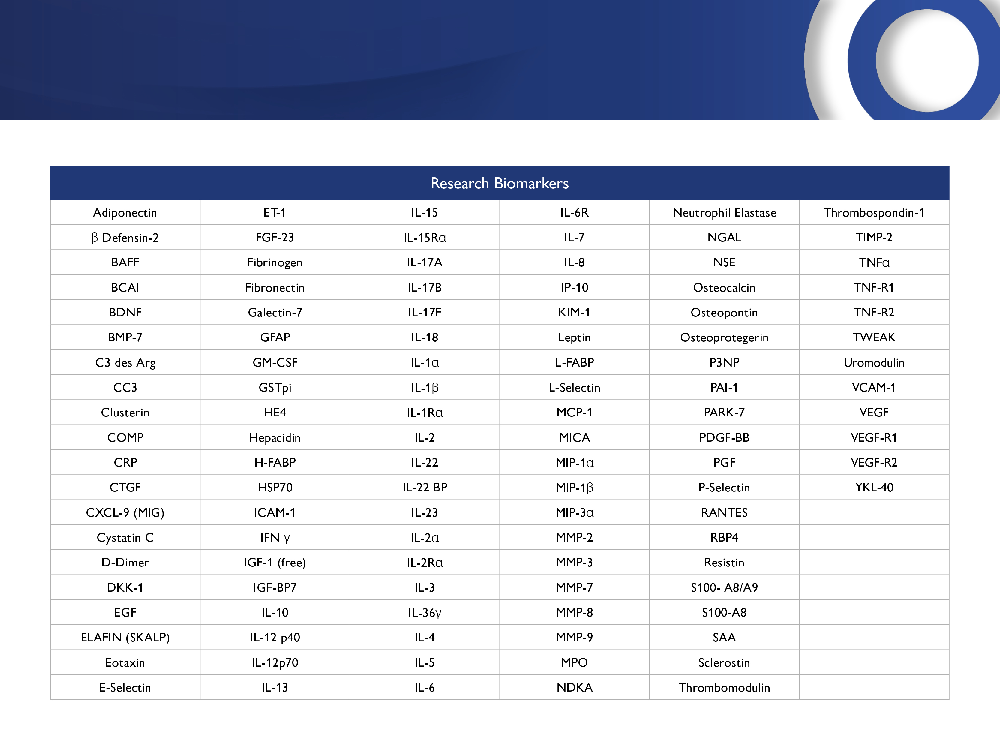 Research Biomarkers
Adiponectin ET-1 IL-15 IL-6R Neutrophil Elastase Thrombospondin-1
β Defensin-2 FGF-23 IL-15Rα IL-7 NGAL TIMP-2
BAFF Fibrinogen IL-17A IL-8 NSE TNFα
BCAI Fibronectin IL-17B IP-10 Osteocalcin TNF-R1
BDNF Galectin-7 IL-17F KIM-1 Osteopontin TNF-R2
BMP-7 GFAP IL-18 Leptin Osteoprotegerin TWEAK
C3 des Arg GM-CSF IL-1α L-FABP P3NP Uromodulin
CC3 GSTpi IL-1β L-Selectin PAI-1 VCAM-1
Clusterin HE4 IL-1Rα MCP-1 PARK-7 VEGF
COMP Hepacidin IL-2 MICA PDGF-BB VEGF-R1
CRP H-FABP IL-22 MIP-1α PGF VEGF-R2
CTGF HSP70 IL-22 BP MIP-1β P-Selectin YKL-40
CXCL-9 (MIG) ICAM-1 IL-23 MIP-3α RANTES
Cystatin C IFN γ IL-2α MMP-2 RBP4
D-Dimer IGF-1 (free) IL-2Rα MMP-3 Resistin
DKK-1 IGF-BP7 IL-3 MMP-7 S100- A8/A9
EGF IL-10 IL-36γ MMP-8 S100-A8
ELAFIN (SKALP) IL-12 p40 IL-4 MMP-9 SAA
Eotaxin IL-12p70 IL-5 MPO Sclerostin
E-Selectin IL-13 IL-6 NDKA Thrombomodulin